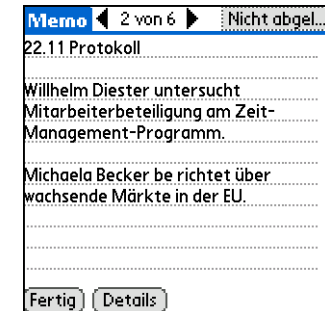 Memo 2 von 6 Nicht abgel...
22.11 Protokoll
Willhelm Diester untersucht
Mitarbeiterbeteiligung am Zeit-
Management-Programm.
Michaela Becker be richtet über
wachsende Märkte in der EU.
Fertig Details